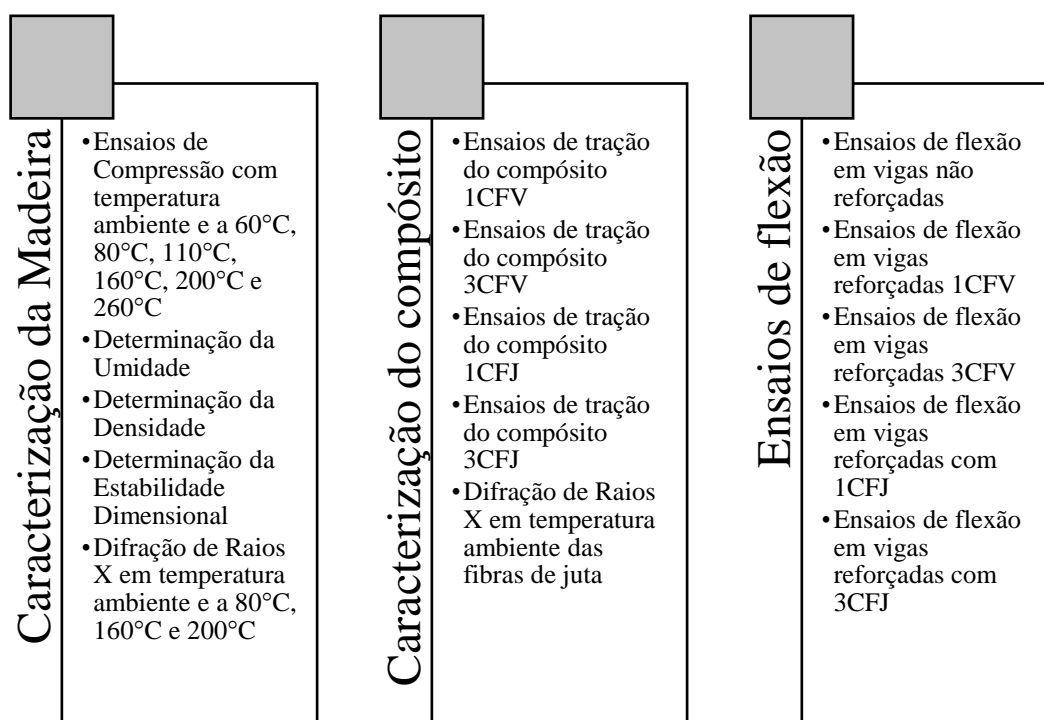 Caracterização da Madeira
•Ensaios de
Compressão com
temperatura
ambiente e a 60°C,
80°C, 110°C,
160°C, 200°C e
260°C
•Determinação da
Umidade
•Determinação da
Densidade
•Determinação da
Estabilidade
Dimensional
•Difração de Raios
X em temperatura
ambiente e a 80°C,
160°C e 200°C
Caracterização do compósito
•Ensaios de tração
do compósito
1CFV
•Ensaios de tração
do compósito
3CFV
•Ensaios de tração
do compósito
1CFJ
•Ensaios de tração
do compósito
3CFJ
•Difração de Raios
X em temperatura
ambiente das
fibras de juta
Ensaios de flexão
•Ensaios de flexão
em vigas não
reforçadas
•Ensaios de flexão
em vigas
reforçadas 1CFV
•Ensaios de flexão
em vigas
reforçadas 3CFV
•Ensaios de flexão
em vigas
reforçadas com
1CFJ
•Ensaios de flexão
em vigas
reforçadas com
3CFJ